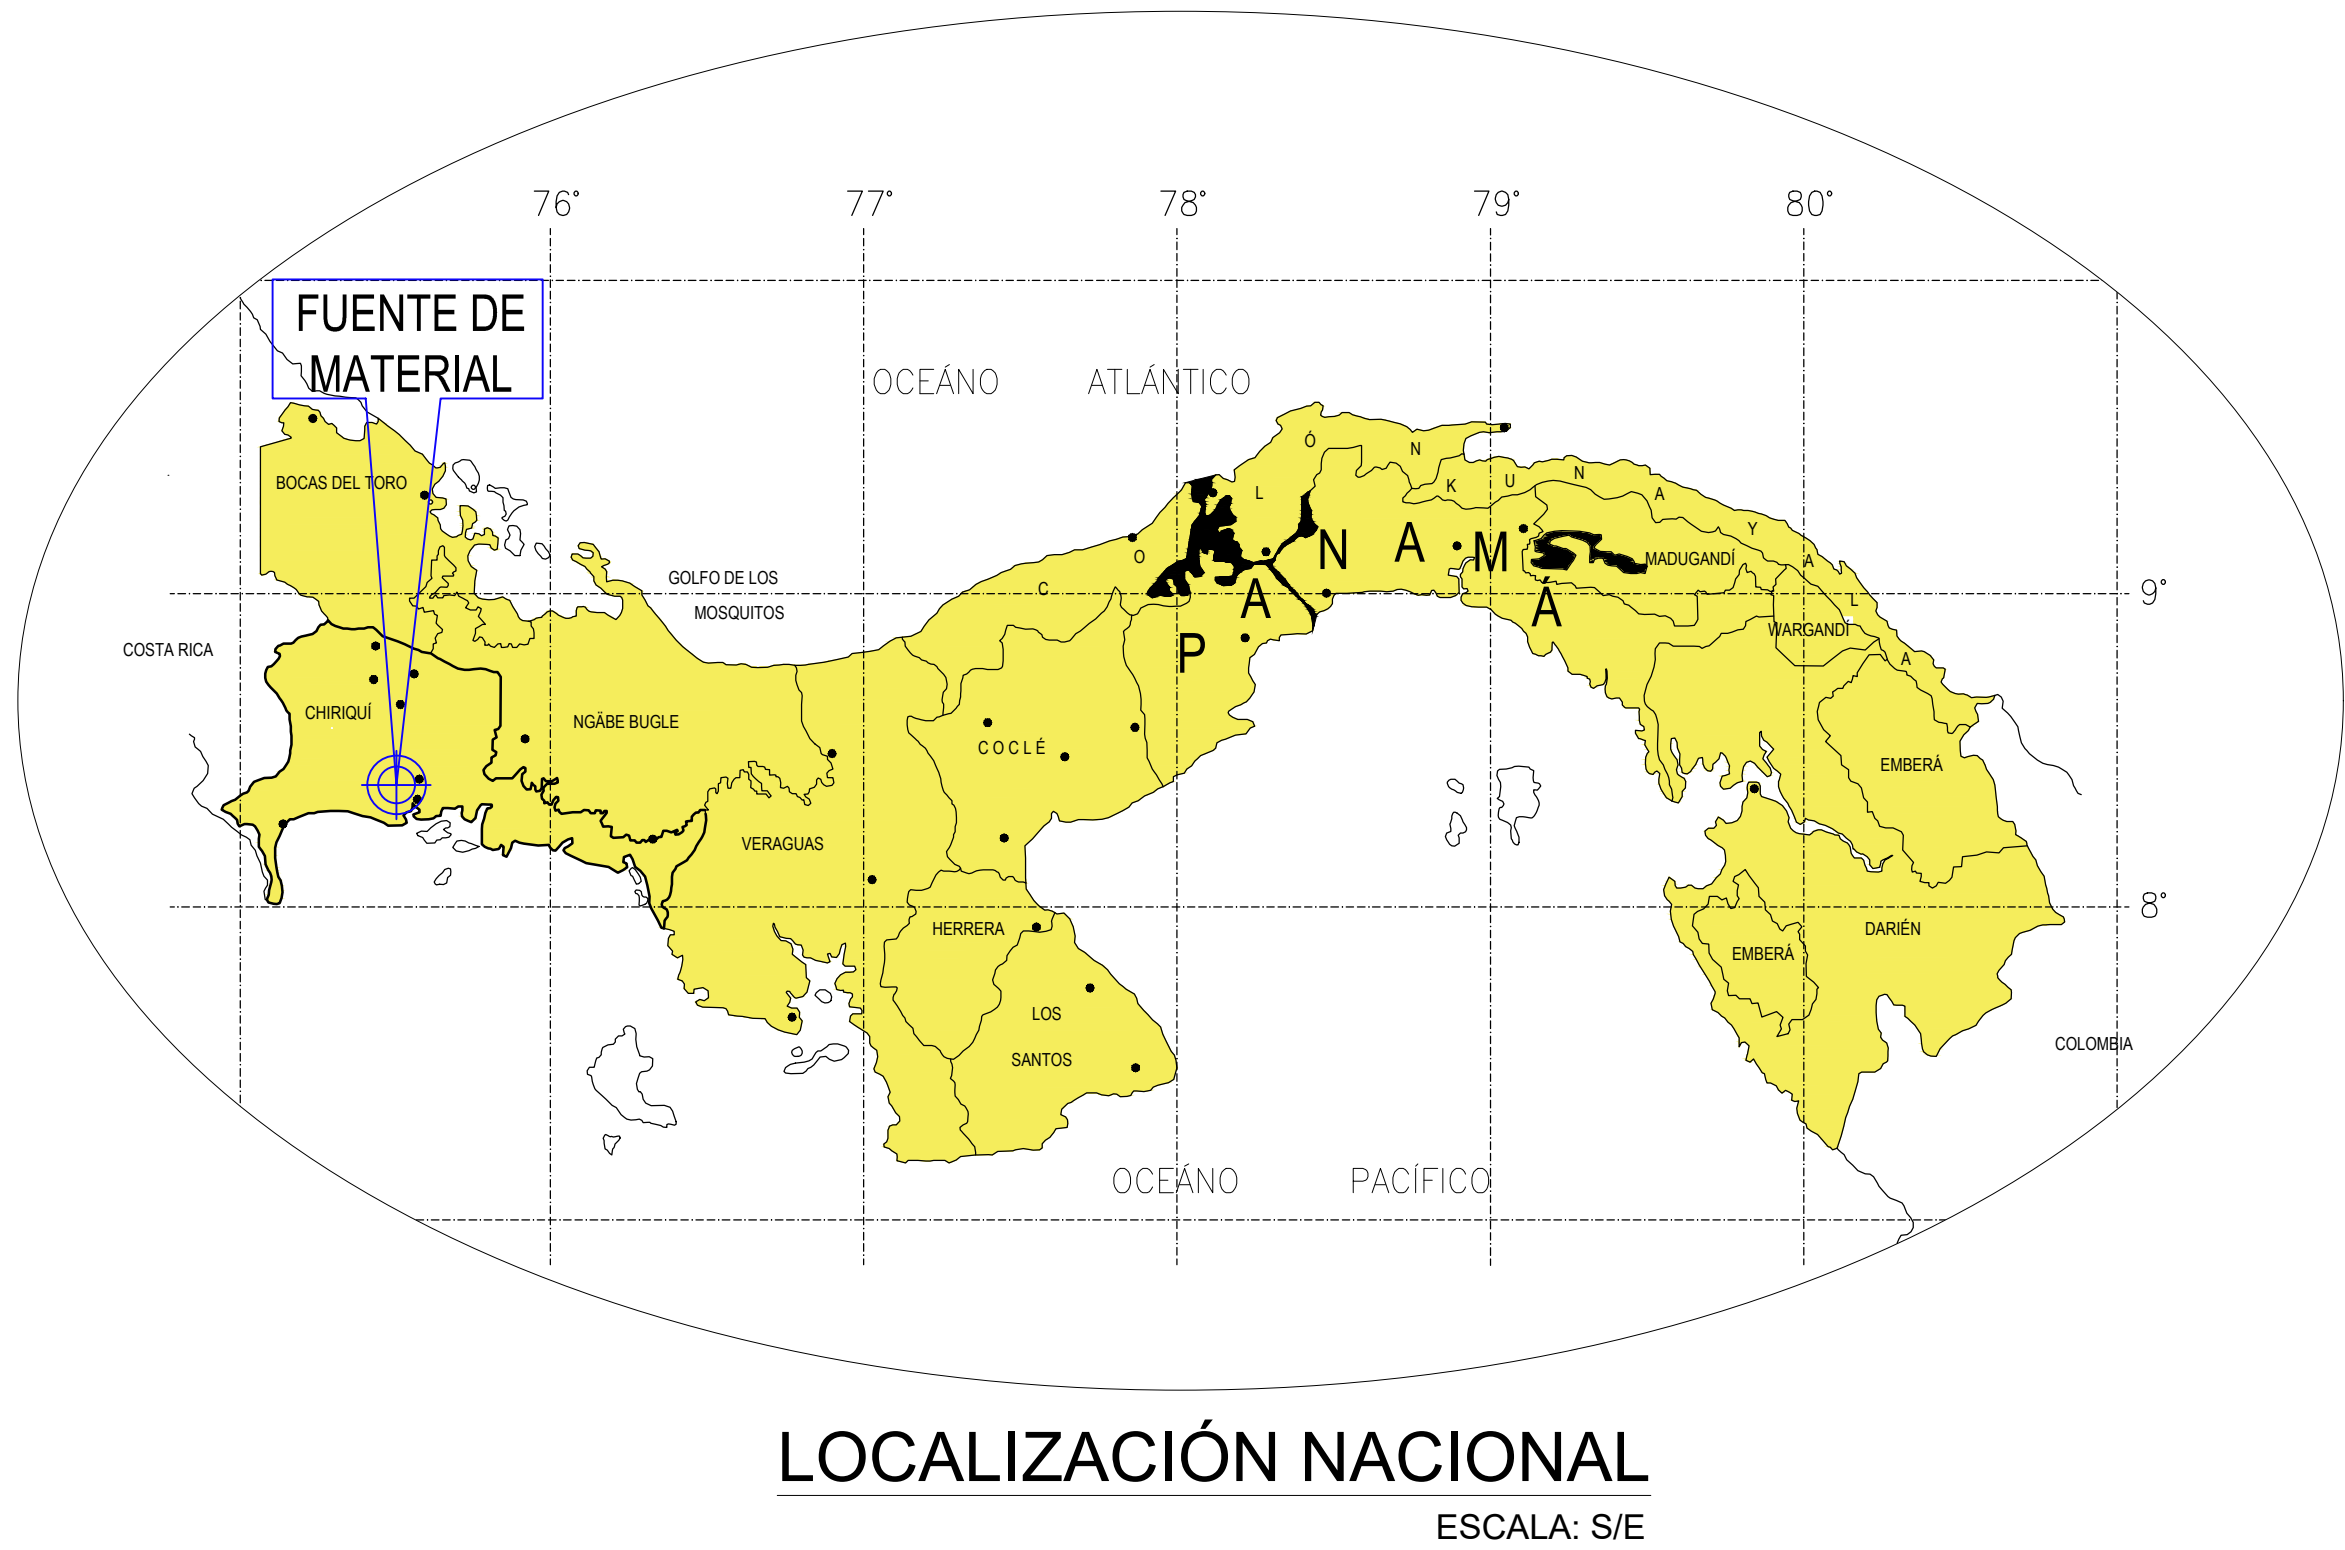 76° 77° 78° 79° 80°
FUENTE DE
MATERIAL
OCEÁNO ATLÁNTICO
BOCAS DEL TORO
C O L Ó N
K U N A Y A L A
MADUGANDÍ
GOLFO DE LOS
MOSQUITOS
9°
P A N A M Á
WARGANDÍ
COSTA RICA
CHIRIQUÍ
NGÄBE BUGLE
COCLÉ
EMBERÁ
VERAGUAS
8°
HERRERA
DARIÉN
EMBERÁ
LOS
SANTOS
COLOMBIA
OCEÁNO PACÍFICO
LOCALIZACIÓN NACIONAL
ESCALA: S/E